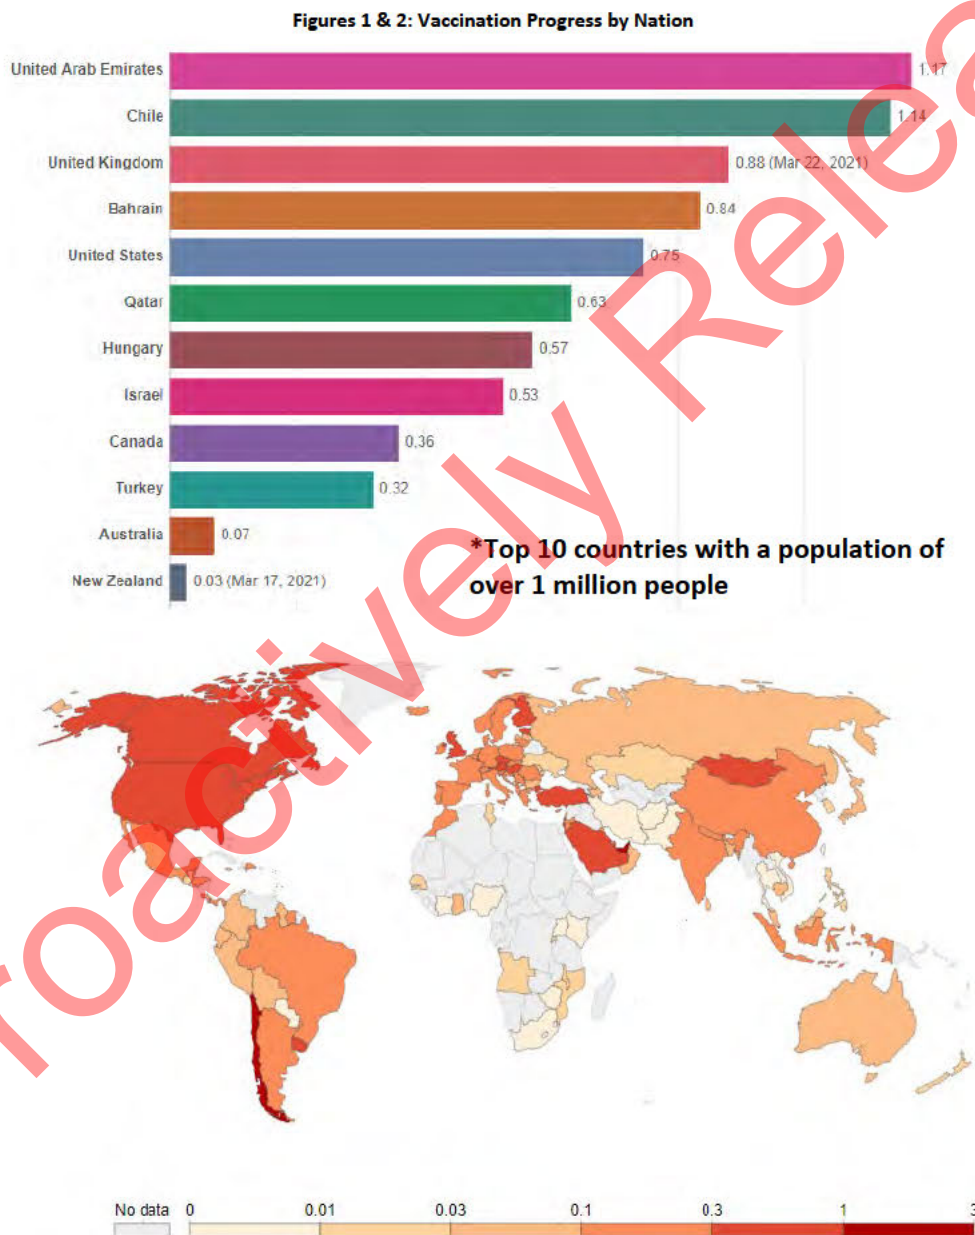 Figures 1 & 2: Vaccination Progress by Nation
United Arab Emirates 1.17
Chile 1.14
United Kingdom 0.88 (Mar 22, 2021)
Bahrain 0.84
United States 0.75
Qatar 0.63
Hungary 0.57
Israel 0.53
Canada 0.36
Turkey 0.32
Australia 0.07
New Zealand 0.03 (Mar 17, 2021)
*Top 10 countries with a population of
over 1 million people
roactively Relea
No data 0 0.01 0.03 0.1 0.3 1 3